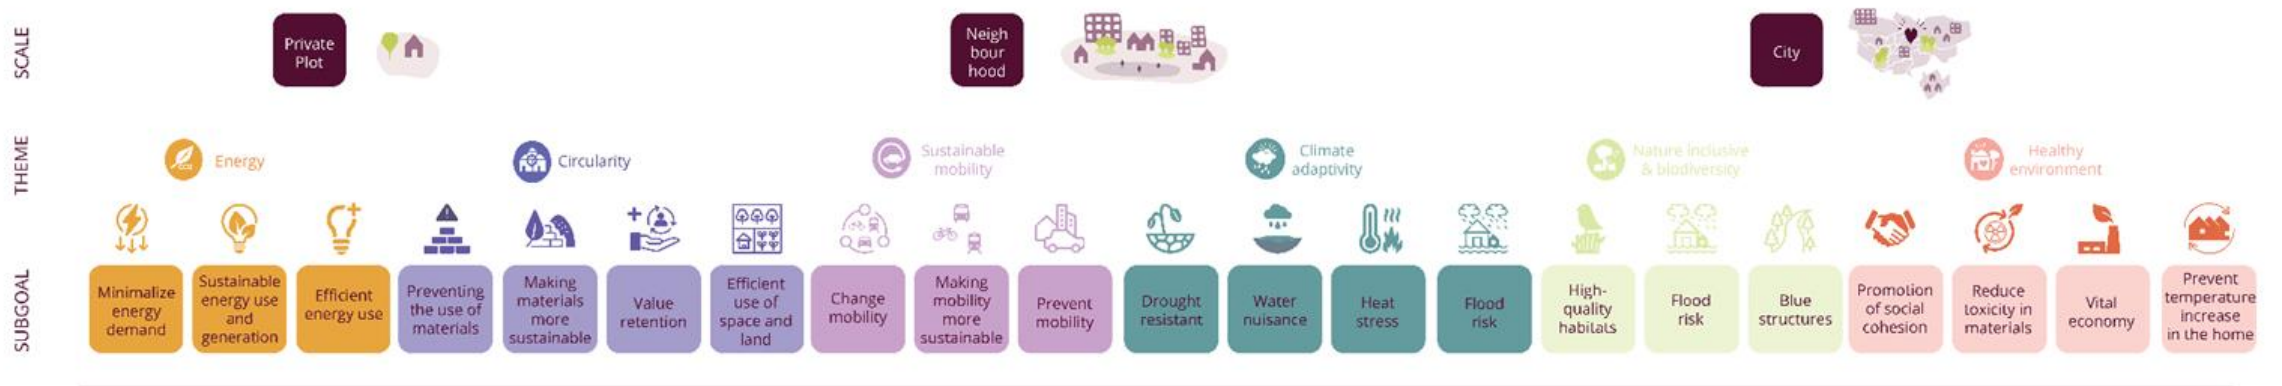 SCALE
Private
Plot
Neigh
bour
hood
City
THEME
Energy
Circularity
Sustainable
mobility
Climate
adaptivity
Nature inclusive
& biodiversity
Healthy
environment
SUBGOAL
Minimalize
energy
demand
Sustainable
energy use
and
generation
Efficient
energy use
Preventing
the use of
materials
Making
materials
more
sustainable
Value
retention
Efficient
use of
space and
land
Change
mobility
Making
mobility
more
sustainable
Prevent
mobility
Drought
resistant
Water
nuisance
Heat
stress
Flood
risk
High-
quality
habitats
Flood
risk
Blue
structures
Promotion
of social
cohesion
Reduce
toxicity in
materials
Vital
economy
Prevent
temperature
increase
in the home